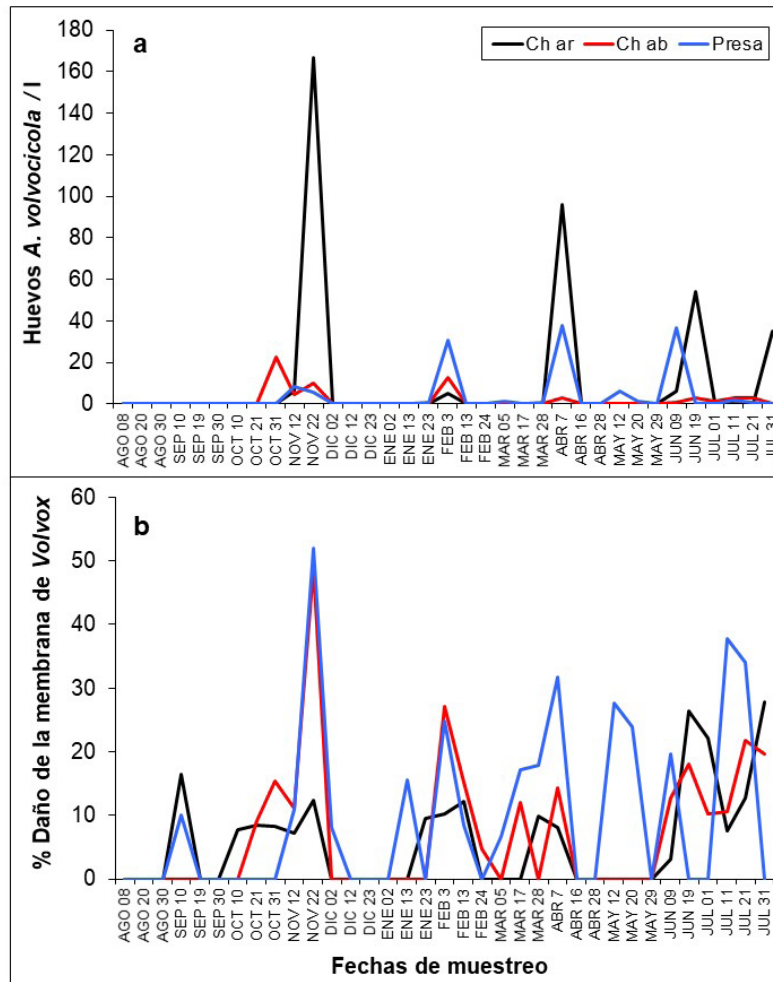 a
Ch ar Ch ab Presa
Huevos A. volvocicola / l
180
160
140
120
100
80
60
40
20
0
AGO 08
AGO 20
AGO 30
SEP 10
SEP 19
SEP 30
OCT 10
OCT 21
OCT 31
NOV 12
NOV 22
DIC 02
DIC 12
DIC 23
ENE 02
ENE 13
ENE 23
FEB 3
FEB 13
FEB 24
MAR 05
MAR 17
MAR 28
ABR 7
ABR 16
ABR 28
MAY 12
MAY 20
MAY 29
JUN 09
JUN 19
JUL 01
JUL 11
JUL 21
JUL 31
b
% Daño de la membrana de Volvox
60
50
40
30
20
10
0
AGO 08
AGO 20
AGO 30
SEP 10
SEP 19
SEP 30
OCT 10
OCT 21
OCT 31
NOV 12
NOV 22
DIC 02
DIC 12
DIC 23
ENE 02
ENE 13
ENE 23
FEB 3
FEB 13
FEB 24
MAR 05
MAR 17
MAR 28
ABR 7
ABR 16
ABR 28
MAY 12
MAY 20
MAY 29
JUN 09
JUN 19
JUL 01
JUL 11
JUL 21
JUL 31
Fechas de muestreo